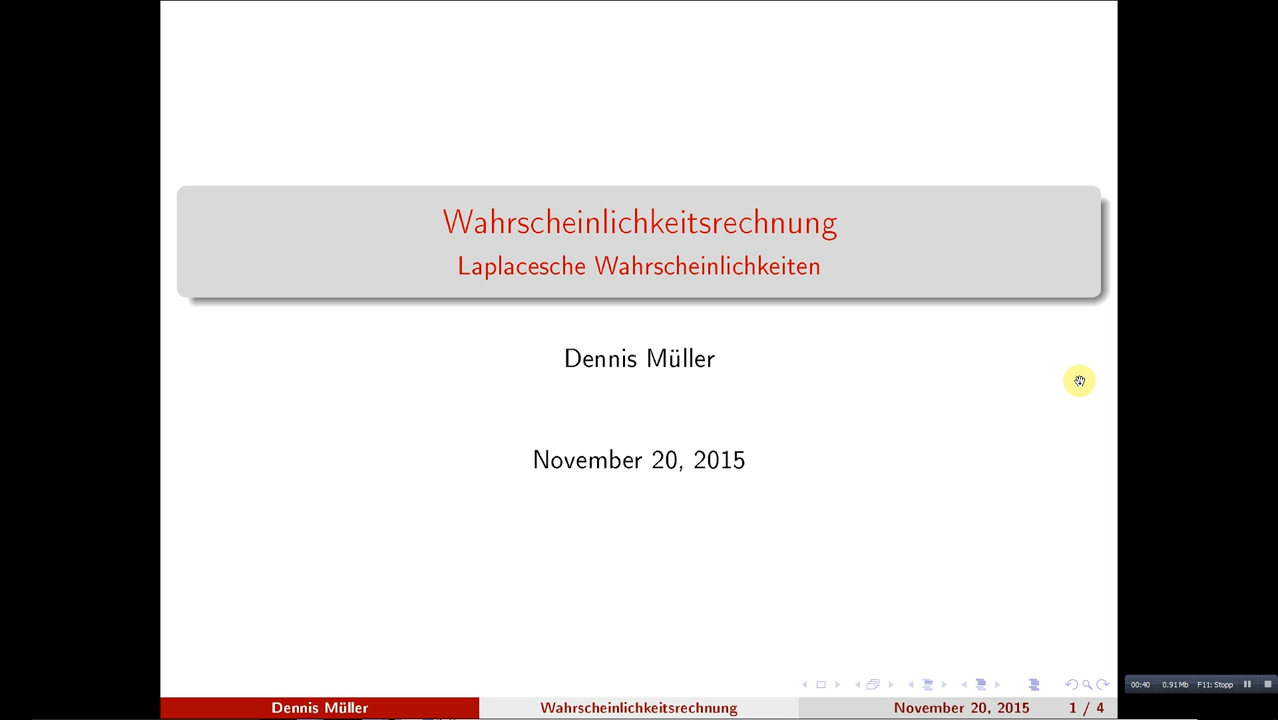 Wahrscheinlichkeitsrechnung
Laplacesche Wahrscheinlichkeiten
Dennis Müller
November 20, 2015
00:40 0.91 Mb F11: Stopp
Dennis Müller Wahrscheinlichkeitsrechnung November 20, 2015 1 / 4